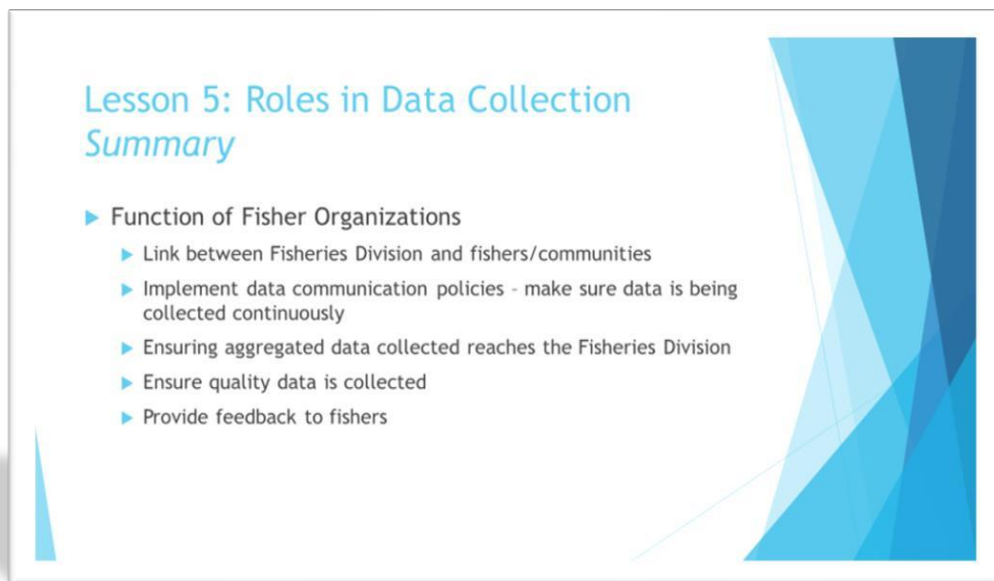 Lesson 5: Roles in Data Collection
Summary
Function of Fisher Organizations
Link between Fisheries Division and fishers/communities
Implement data communication policies – make sure data is being
collected continuously
Ensuring aggregated data collected reaches the Fisheries Division
Ensure quality data is collected
Provide feedback to fishers